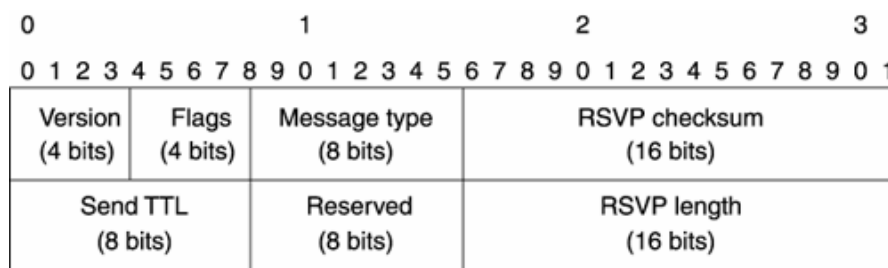 0 1 2 3
0 1 2 3 4 5 6 7 8 9 0 1 2 3 4 5 6 7 8 9 0 1 2 3 4 5 6 7 8 9 0 1
Version Flags Message type RSVP checksum
(4 bits) (4 bits) (8 bits) (16 bits)
Send TTL Reserved RSVP length
(8 bits) (8 bits) (16 bits)